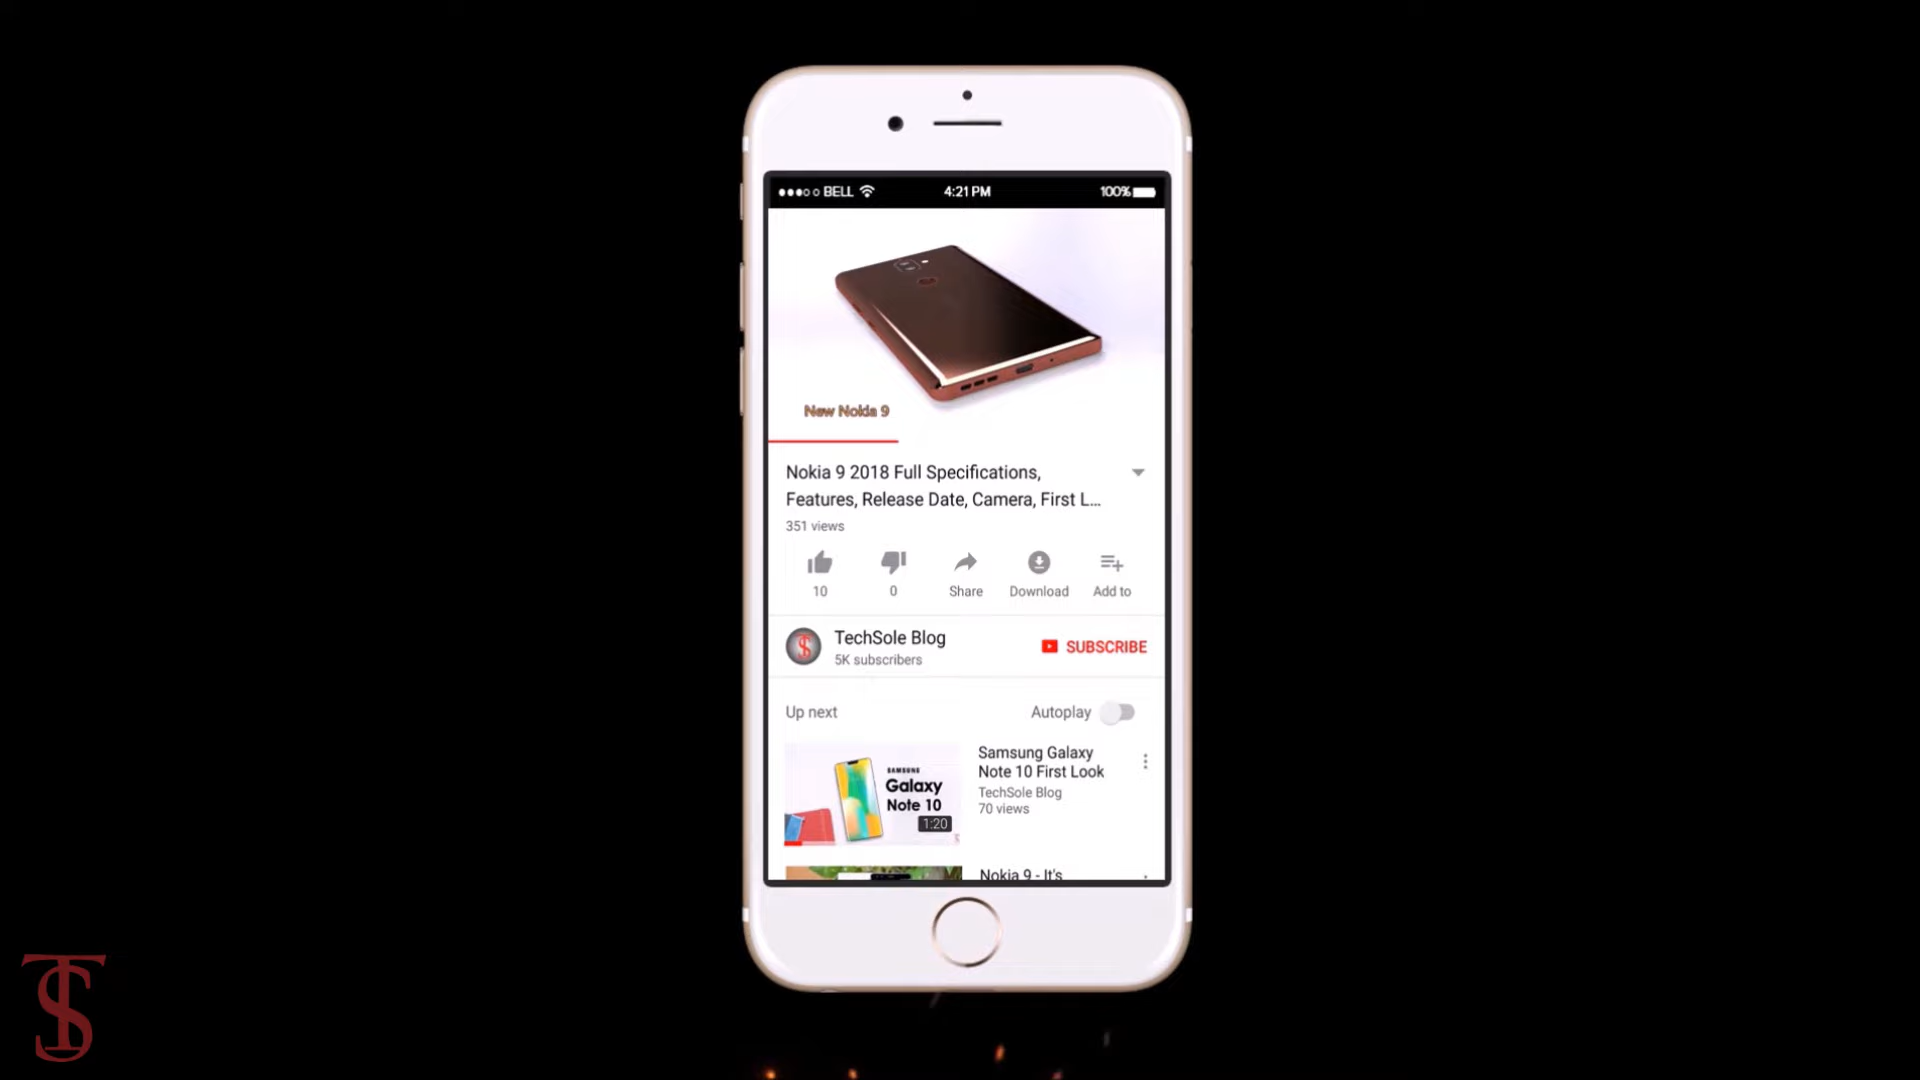 BELL
4:21 PM
100%
New Nokia 9
Nokia 9 2018 Full Specifications,
Features, Release Date, Camera, First L...
351 views
10
0
Share
Download
Add to
TechSole Blog
5K subscribers
SUBSCRIBE
Up next
Autoplay
SAMSUNG
Galaxy
Note 10
1:20
Samsung Galaxy
Note 10 First Look
TechSole Blog
70 views
Nokia 9 - It's
TS